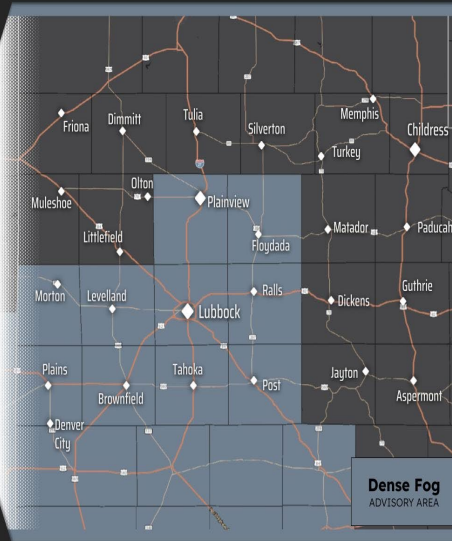 Friona
Dimmitt
Tulia
Silverton
Memphis
Turkey
Childress
Muleshoe
Olton
Plainview
Littlefield
Floydada
Matador
Paducah
Morton
Levelland
Lubbock
Ralls
Dickens
Guthrie
Plains
Brownfield
Tahoka
Post
Jayton
Aspermont
Denver
City
Dense Fog
ADVISORY AREA